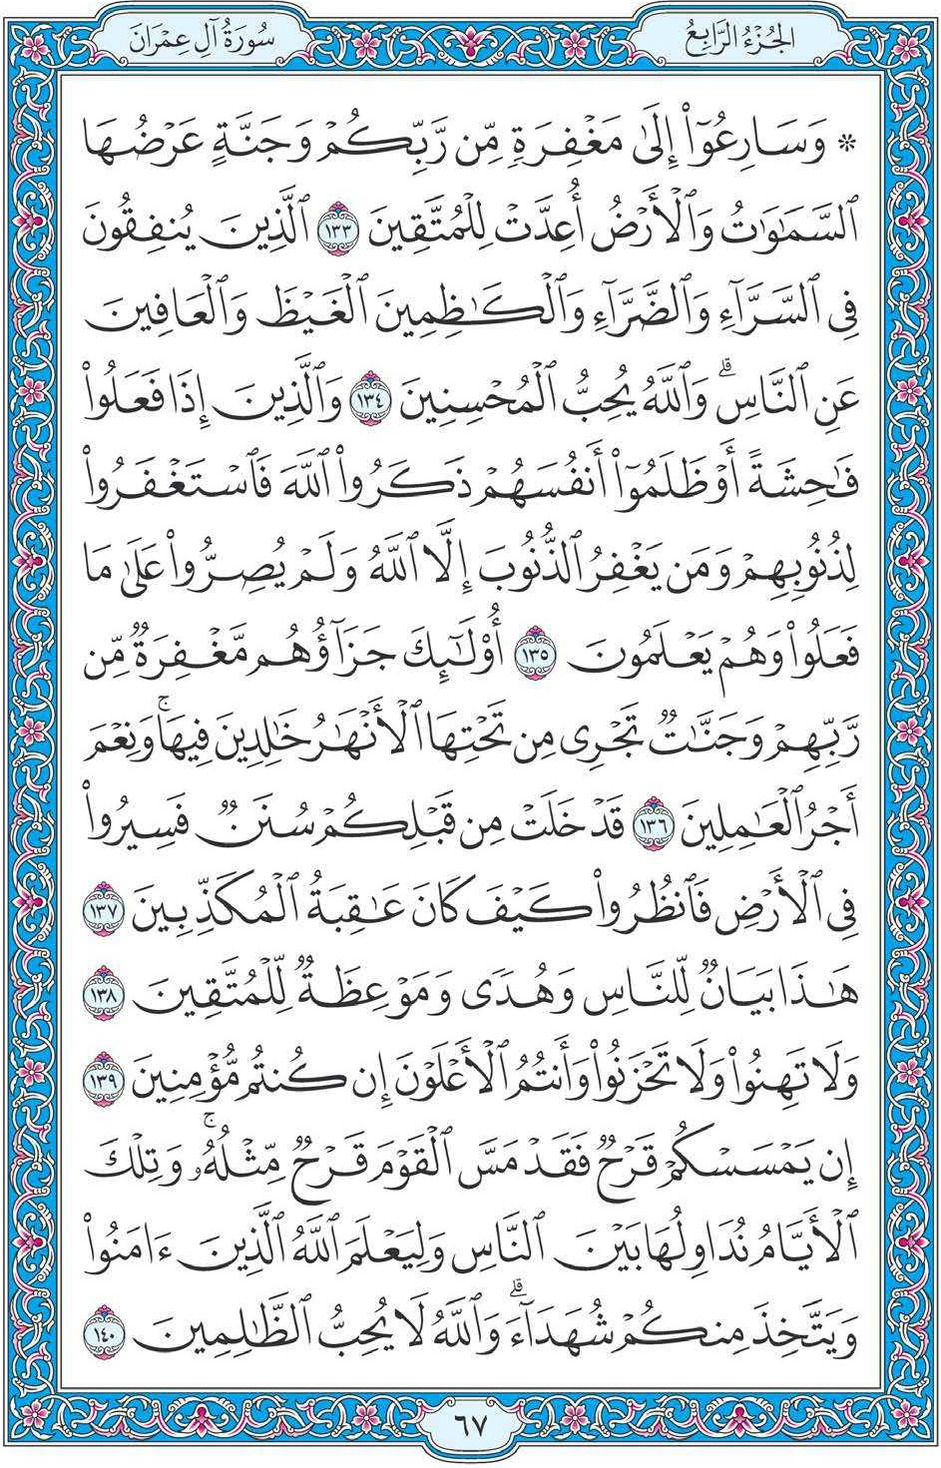 الجُزْءُ الرَّابِعُ
سُورَةُ آلِ عِمْرَانَ
۞ وَسَارِعُوٓا۟ إِلَىٰ مَغْفِرَةٍ مِّن رَّبِّكُمْ وَجَنَّةٍ عَرْضُهَا
ٱلسَّمَٰوَٰتُ وَٱلْأَرْضُ أُعِدَّتْ لِلْمُتَّقِينَ ١٣٣ ٱلَّذِينَ يُنفِقُونَ
فِى ٱلسَّرَّآءِ وَٱلضَّرَّآءِ وَٱلْكَٰظِمِينَ ٱلْغَيْظَ وَٱلْعَافِينَ
عَنِ ٱلنَّاسِ ۗ وَٱللَّهُ يُحِبُّ ٱلْمُحْسِنِينَ ١٣٤ وَٱلَّذِينَ إِذَا فَعَلُوا۟
فَٰحِشَةً أَوْ ظَلَمُوٓا۟ أَنفُسَهُمْ ذَكَرُوا۟ ٱللَّهَ فَٱسْتَغْفَرُوا۟
لِذُنُوبِهِمْ وَمَن يَغْفِرُ ٱلذُّنُوبَ إِلَّا ٱللَّهُ وَلَمْ يُصِرُّوا۟ عَلَىٰ مَا
فَعَلُوا۟ وَهُمْ يَعْلَمُونَ ١٣٥ أُو۟لَٰٓئِكَ جَزَآؤُهُم مَّغْفِرَةٌ مِّن
رَّبِّهِمْ وَجَنَّٰتٌ تَجْرِى مِن تَحْتِهَا ٱلْأَنْهَٰرُ خَٰلِدِينَ فِيهَا ۚ وَنِعْمَ
أَجْرُ ٱلْعَٰمِلِينَ ١٣٦ قَدْ خَلَتْ مِن قَبْلِكُمْ سُنَنٌ فَسِيرُوا۟
فِى ٱلْأَرْضِ فَٱنظُرُوا۟ كَيْفَ كَانَ عَٰقِبَةُ ٱلْمُكَذِّبِينَ ١٣٧
هَٰذَا بَيَانٌ لِّلنَّاسِ وَهُدًى وَمَوْعِظَةٌ لِّلْمُتَّقِينَ ١٣٨
وَلَا تَهِنُوا۟ وَلَا تَحْزَنُوا۟ وَأَنتُمُ ٱلْأَعْلَوْنَ إِن كُنتُم مُّؤْمِنِينَ ١٣٩
إِن يَمْسَسْكُمْ قَرْحٌ فَقَدْ مَسَّ ٱلْقَوْمَ قَرْحٌ مِّثْلُهُۥ ۚ وَتِلْكَ
ٱلْأَيَّامُ نُدَاوِلُهَا بَيْنَ ٱلنَّاسِ وَلِيَعْلَمَ ٱللَّهُ ٱلَّذِينَ ءَامَنُوا۟
وَيَتَّخِذَ مِنكُمْ شُهَدَآءَ ۗ وَٱللَّهُ لَا يُحِبُّ ٱلظَّٰلِمِينَ ١٤٠
٦٧